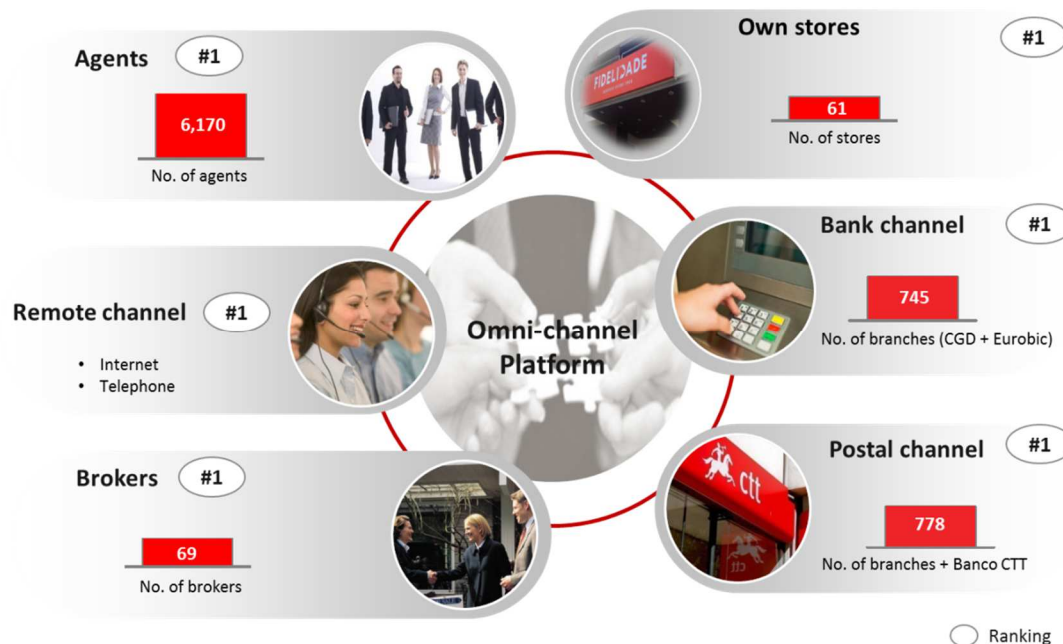 Agents
#1
6,170
No. of agents
Own stores
#1
FIDELIDADE
61
No. of stores
Remote channel
#1
• Internet
• Telephone
Omni-channel
Platform
Bank channel
#1
745
No. of branches (CGD + Eurobic)
Brokers
#1
69
No. of brokers
Postal channel
#1
ctt
ctt
778
No. of branches + Banco CTT
Ranking